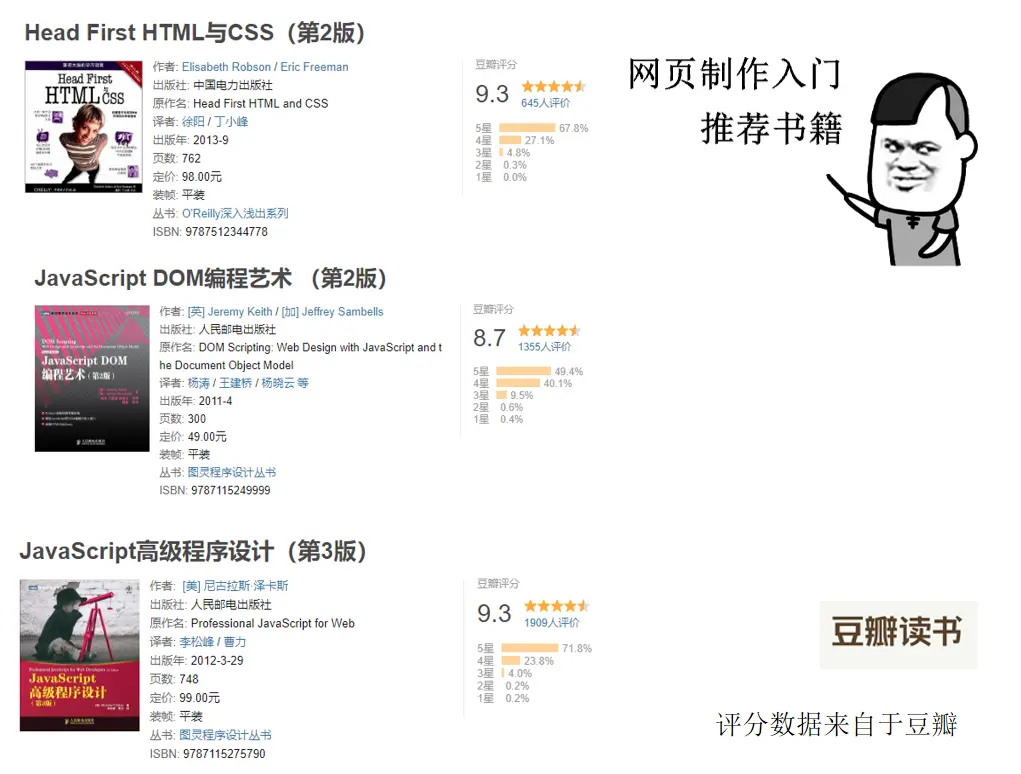 Head First HTML与CSS（第2版）
Head First
HTML与CSS
作者: Elisabeth Robson / Eric Freeman
出版社: 中国电力出版社
原作名: Head First HTML and CSS
译者: 徐阳 / 丁小峰
出版年: 2013-9
页数: 762
定价: 98.00元
装帧: 平装
丛书: O'Reilly深入浅出系列
ISBN: 9787512344778
豆瓣评分
9.3
645人评价
5星 67.8%
4星 27.1%
3星 4.8%
2星 0.3%
1星 0.0%
网页制作入门
推荐书籍
JavaScript DOM编程艺术 （第2版）
JavaScript DOM
编程艺术（第2版）
作者: [英] Jeremy Keith / [加] Jeffrey Sambells
出版社: 人民邮电出版社
原作名: DOM Scripting: Web Design with JavaScript and t
he Document Object Model
译者: 杨涛 / 王建桥 / 杨晓云 等
出版年: 2011-4
页数: 300
定价: 49.00元
装帧: 平装
丛书: 图灵程序设计丛书
ISBN: 9787115249999
豆瓣评分
8.7
1355人评价
5星 49.4%
4星 40.1%
3星 9.5%
2星 0.6%
1星 0.4%
JavaScript高级程序设计（第3版）
JavaScript
高级程序设计
（第3版）
作者: [美] 尼古拉斯·泽卡斯
出版社: 人民邮电出版社
原作名: Professional JavaScript for Web
译者: 李松峰 / 曹力
出版年: 2012-3-29
页数: 748
定价: 99.00元
装帧: 平装
丛书: 图灵程序设计丛书
ISBN: 9787115275790
豆瓣评分
9.3
1909人评价
5星 71.8%
4星 23.8%
3星 4.0%
2星 0.2%
1星 0.2%
豆瓣读书
评分数据来自于豆瓣